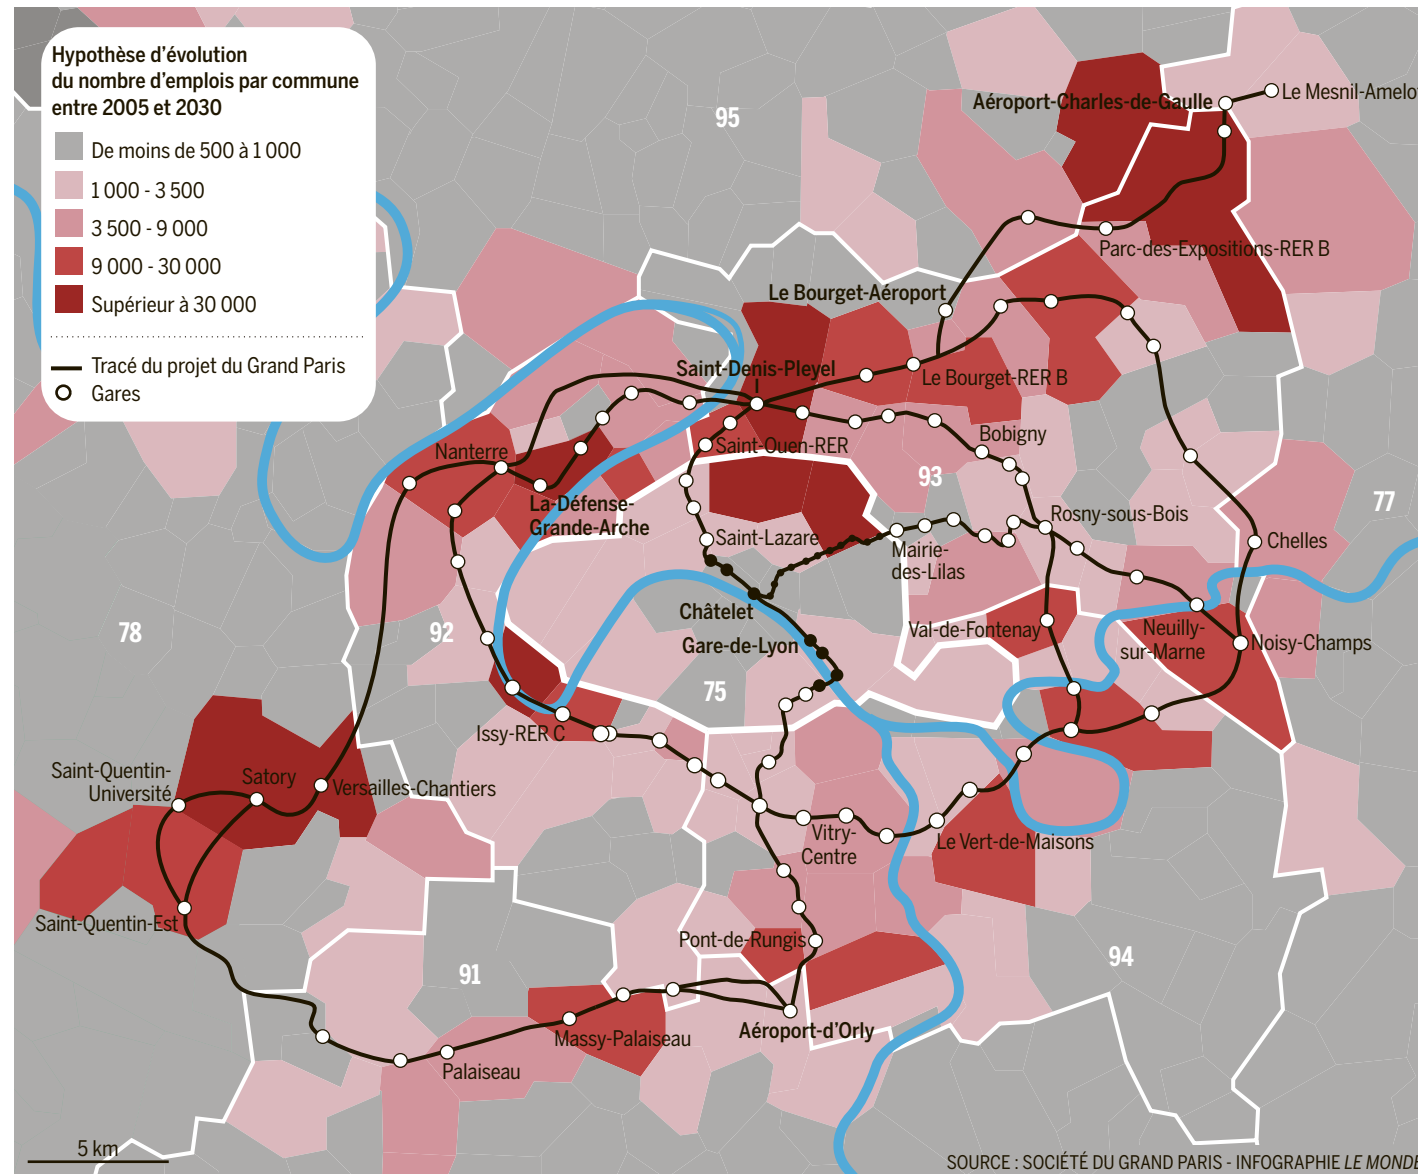 Hypothèse d'évolution
du nombre d'emplois par commune
entre 2005 et 2030
De moins de 500 à 1 000
1 000 - 3 500
3 500 - 9 000
9 000 - 30 000
Supérieur à 30 000
Tracé du projet du Grand Paris
Gares
95
Aéroport-Charles-de-Gaulle
Le Mesnil-Amelo
Parc-des-Expositions-RER B
Le Bourget-Aéroport
Saint-Denis-Pleyel
Le Bourget-RER B
Bobigny
Saint-Ouen-RER
Nanterre
93
77
La-Défense-
Grande-Arche
Saint-Lazare
Mairie-
des-Lilas
Rosny-sous-Bois
Chelles
Châtelet
78
92
Gare-de-Lyon
Val-de-Fontenay
Neuilly-
sur-Marne
Noisy-Champs
75
Issy-RER C
Saint-Quentin-
Université
Satory
Versailles-Chantiers
Vitry-
Centre
Le Vert-de-Maisons
Saint-Quentin-Est
Pont-de-Rungis
94
91
Aéroport-d'Orly
Massy-Palaiseau
Palaiseau
5 km
SOURCE : SOCIÉTÉ DU GRAND PARIS - INFOGRAPHIE LE MONDE